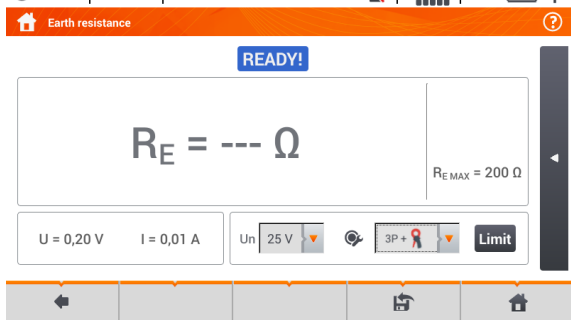 Earth resistance
?
READY!
RE = --- Ω
RE MAX = 200 Ω
U = 0,20 V I = 0,01 A Un 25 V 3P + Limit